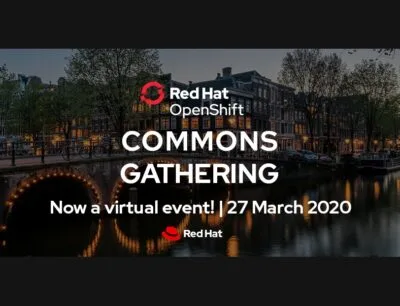 Red Hat
OpenShift
COMMONS
GATHERING
Now a virtual event! | 27 March 2020
Red Hat